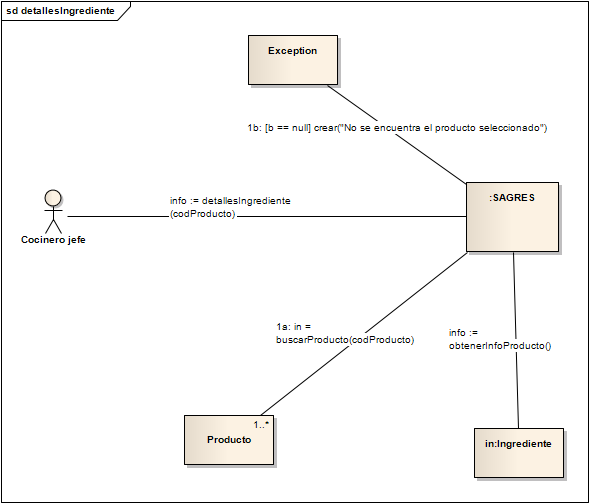 sd detallesIngrediente
Exception
1b: [b == null] crear("No se encuentra el producto seleccionado")
:SAGRES
info := detallesIngrediente
(codProducto)
Cocinero jefe
1a: in =
buscarProducto(codProducto)
info :=
obtenerInfoProducto()
1..*
Producto
in:Ingrediente